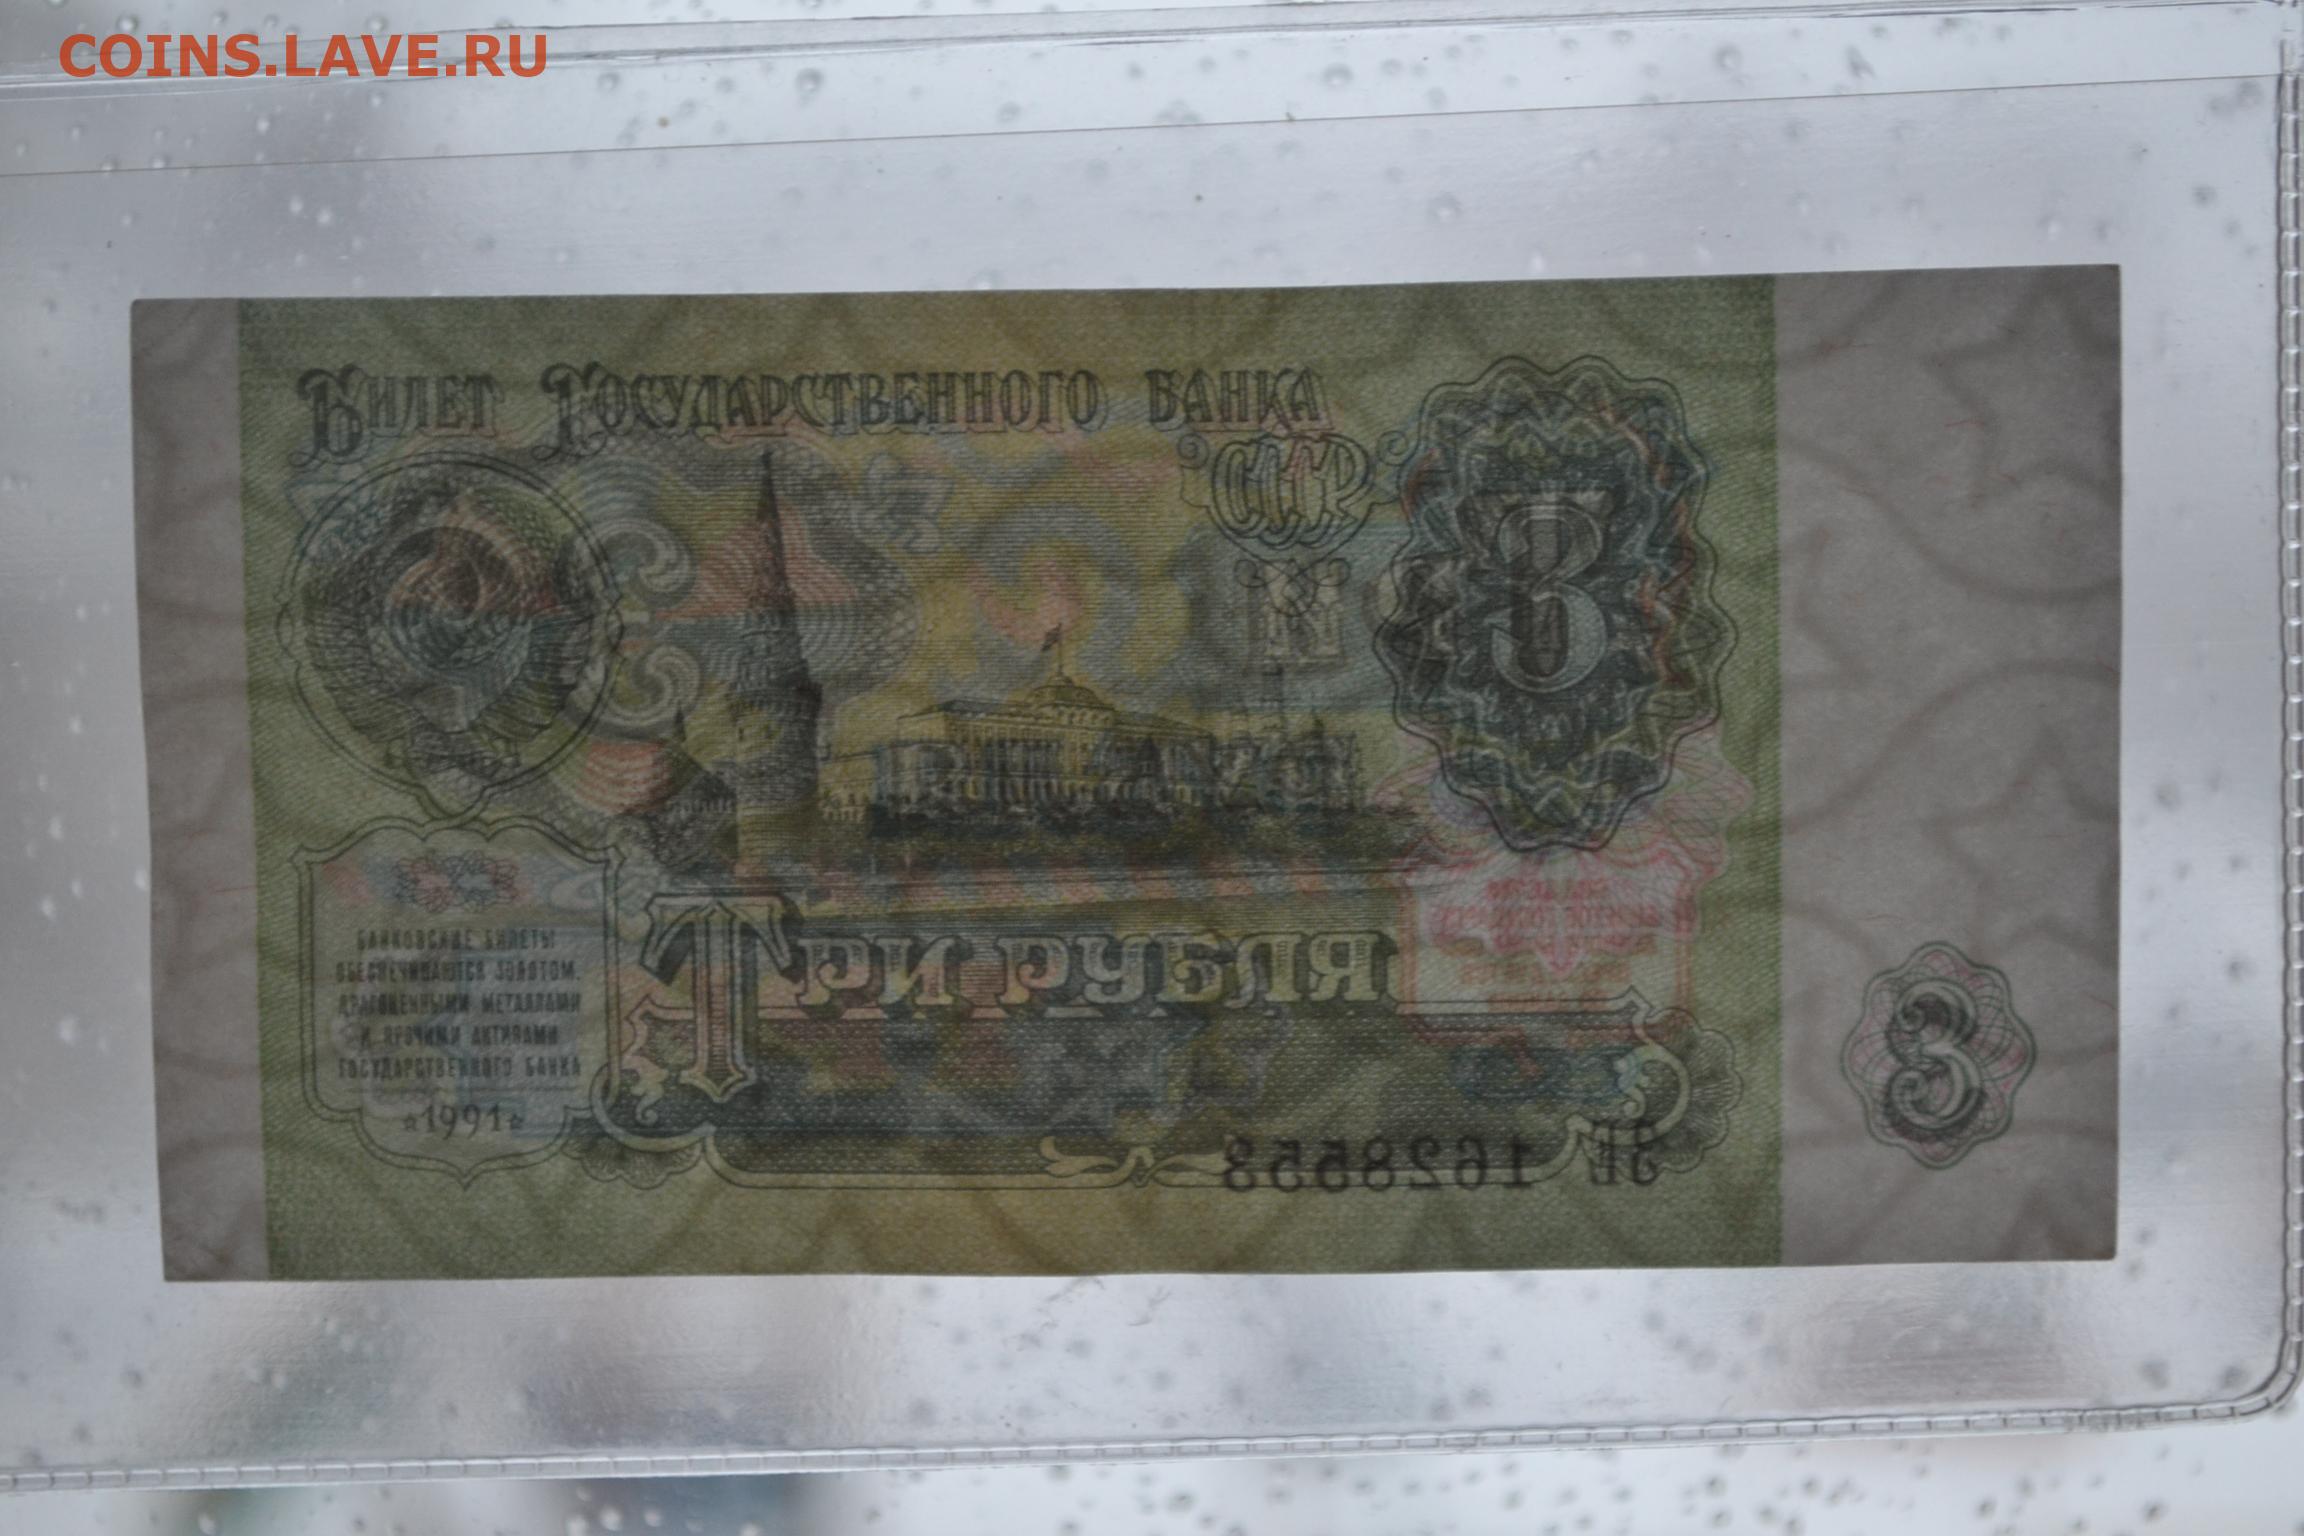 COINS.LAVE.RU
БИЛЕТ ГОСУДАРСТВЕННОГО БАНКА
СССР
3
БАНКОВСКИЕ БИЛЕТЫ
ОБЕСПЕЧИВАЮТСЯ ЗОЛОТОМ,
ДРАГОЦЕННЫМИ МЕТАЛЛАМИ
И ПРОЧИМИ АКТИВАМИ
ГОСУДАРСТВЕННОГО БАНКА
☆1991☆
ТРИ РУБЛЯ
ЗЕ 1628553
3